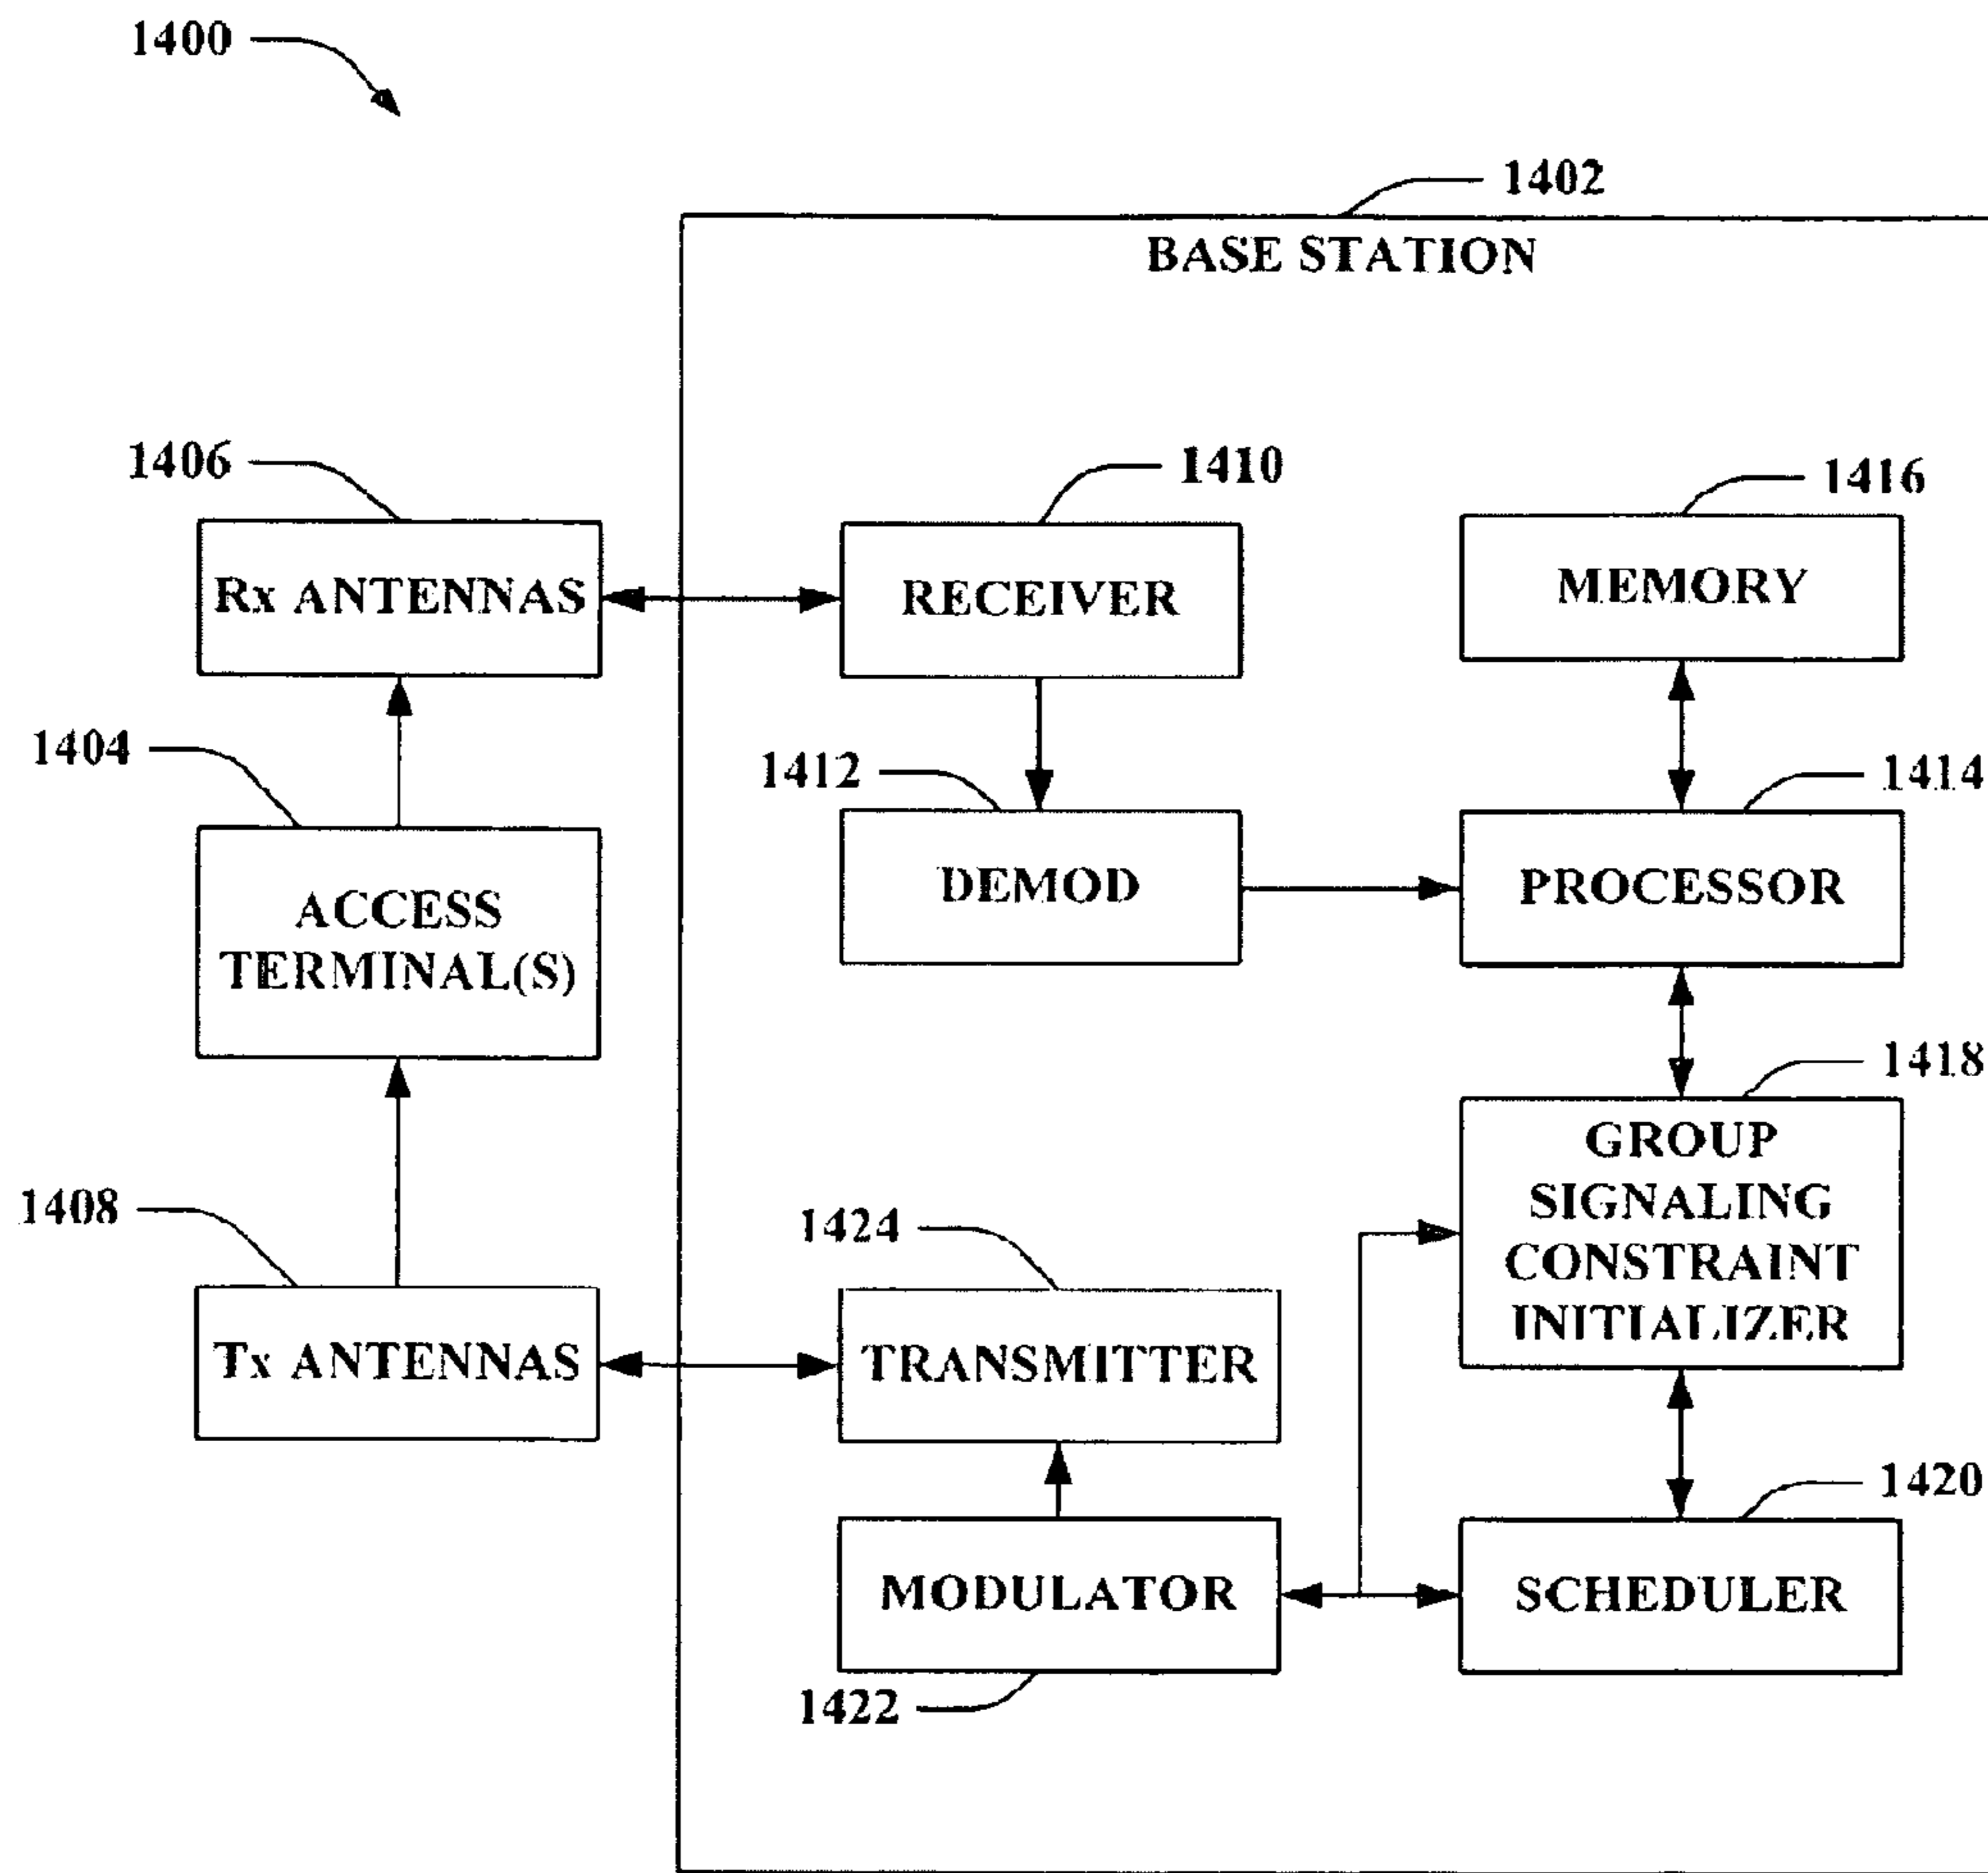 1400
1402
BASE STATION
1406
1410
1416
Rx ANTENNAS
RECEIVER
MEMORY
1404
1412
1414
ACCESS
TERMINAL(S)
DEMOD
PROCESSOR
1418
GROUP
SIGNALING
CONSTRAINT
INITIALIZER
1408
1424
Tx ANTENNAS
TRANSMITTER
1420
MODULATOR
SCHEDULER
1422